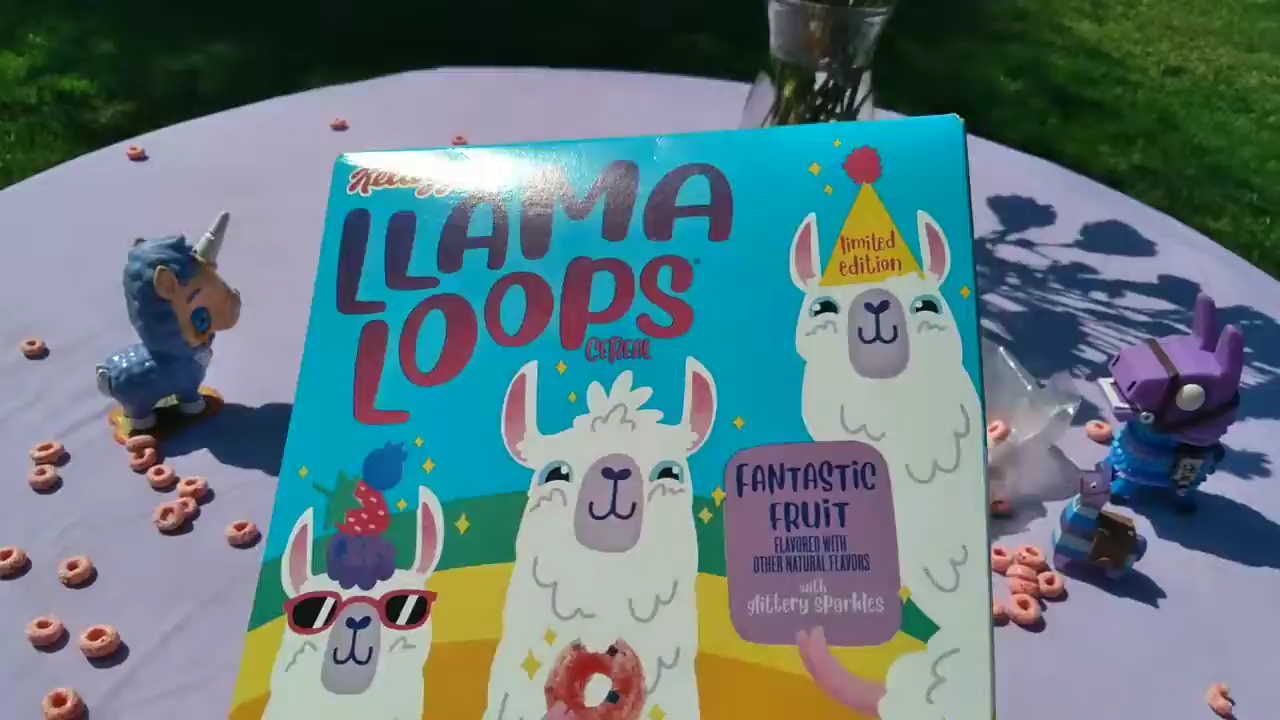 LLAMA
LOOPS
CEREAL
limited
edition
FANTASTIC
FRUIT
FLAVORED WITH
OTHER NATURAL FLAVORS
with
glittery sparkles